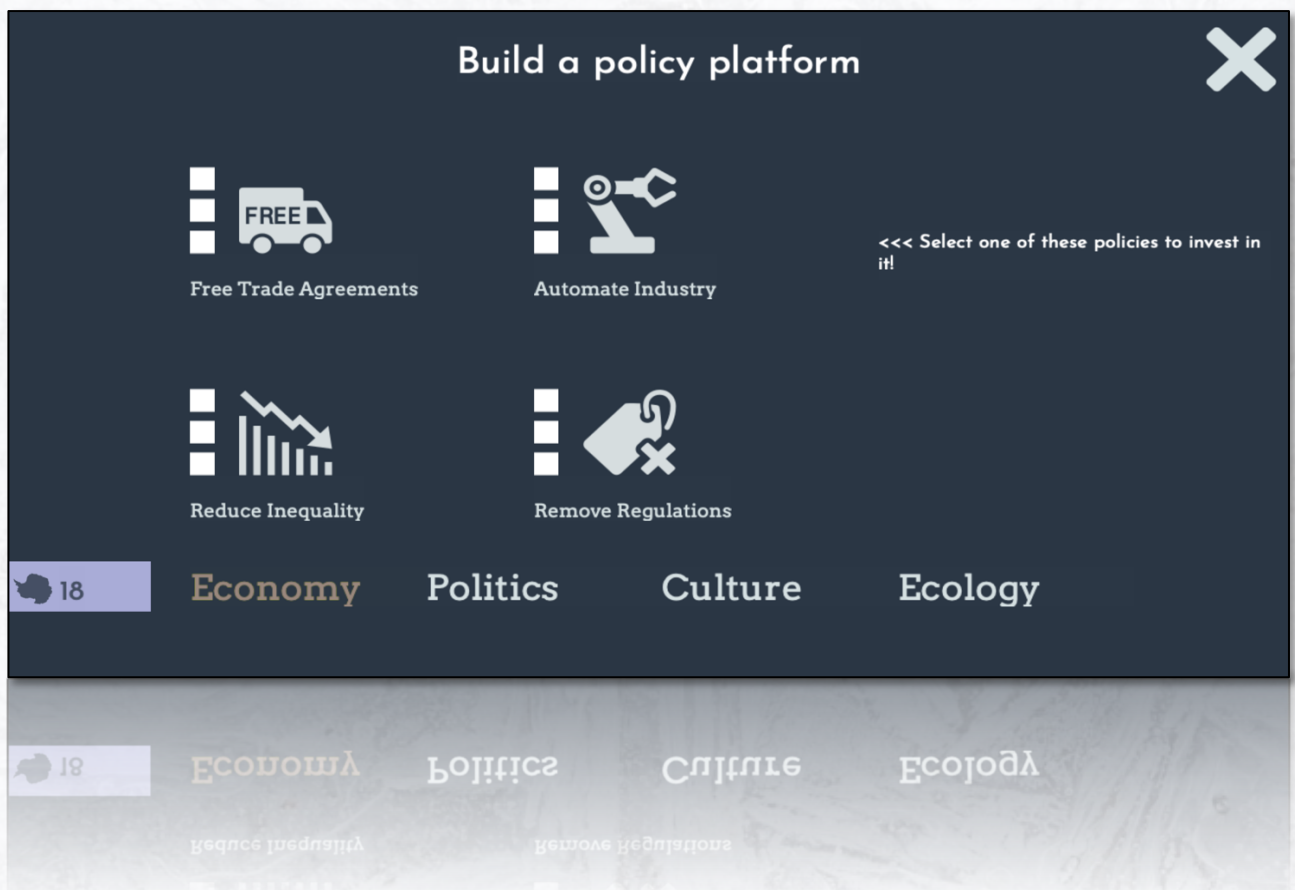 Build a policy platform
FREE
Free Trade Agreements
Automate Industry
<<< Select one of these policies to invest in
it!
Reduce Inequality
Remove Regulations
18
Economy
Politics
Culture
Ecology
18
Economy
Politics
Culture
Ecology
Reduce Inequality
Remove Regulations